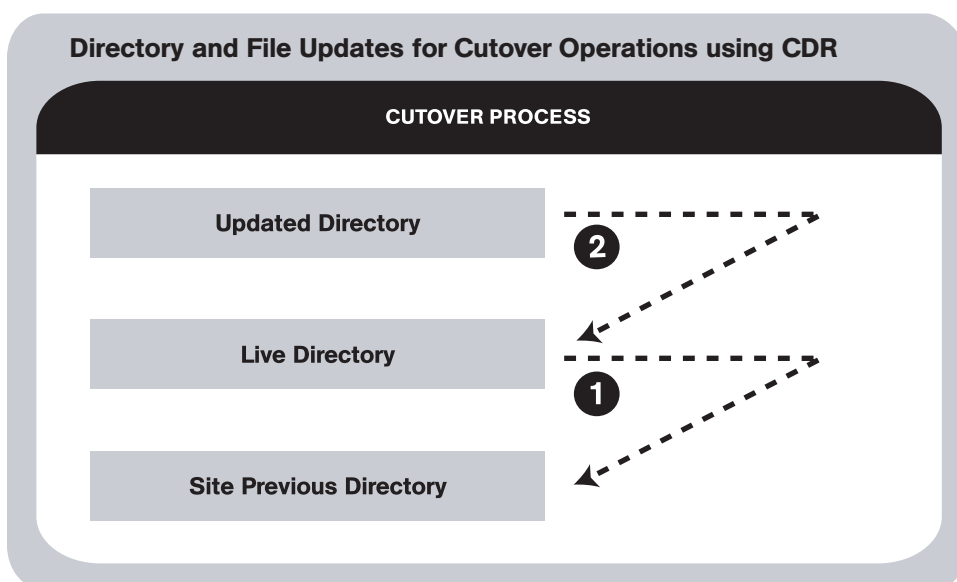 Directory and File Updates for Cutover Operations using CDR
CUTOVER PROCESS
Updated Directory
2
Live Directory
1
Site Previous Directory